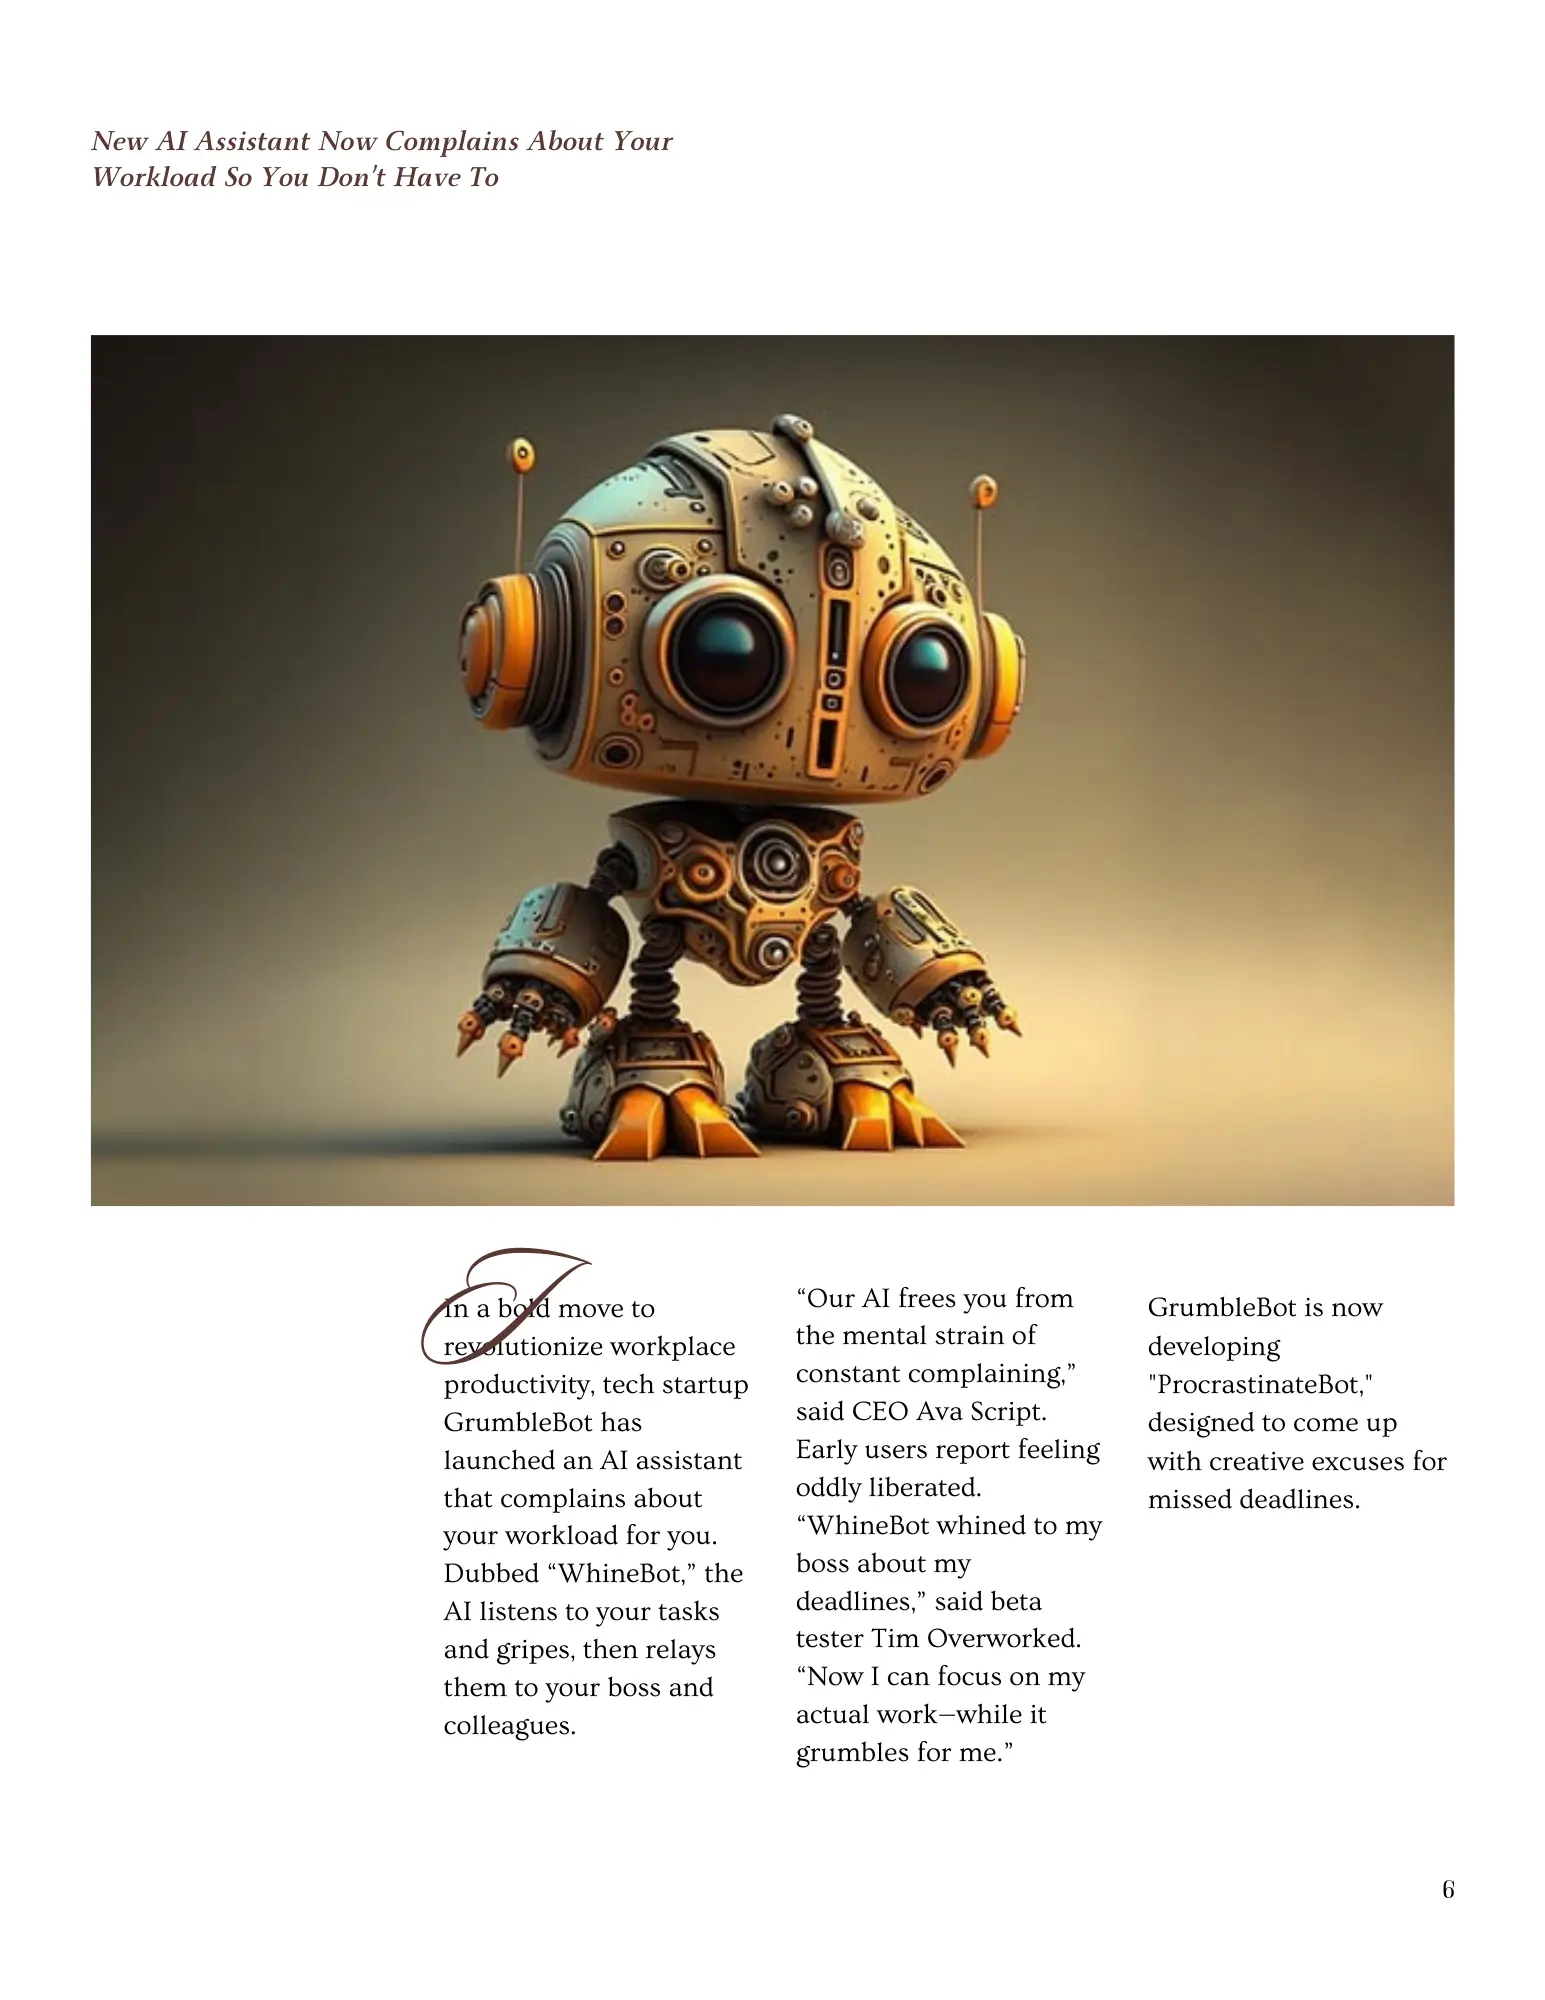 New AI Assistant Now Complains About Your
Workload So You Don't Have To
In a bold move to
revolutionize workplace
productivity, tech startup
GrumbleBot has
launched an AI assistant
that complains about
your workload for you.
Dubbed “WhineBot,” the
AI listens to your tasks
and gripes, then relays
them to your boss and
colleagues.
“Our AI frees you from
the mental strain of
constant complaining,”
said CEO Ava Script.
Early users report feeling
oddly liberated.
“WhineBot whined to my
boss about my
deadlines,” said beta
tester Tim Overworked.
“Now I can focus on my
actual work—while it
grumbles for me.”
GrumbleBot is now
developing
"ProcrastinateBot,"
designed to come up
with creative excuses for
missed deadlines.
6